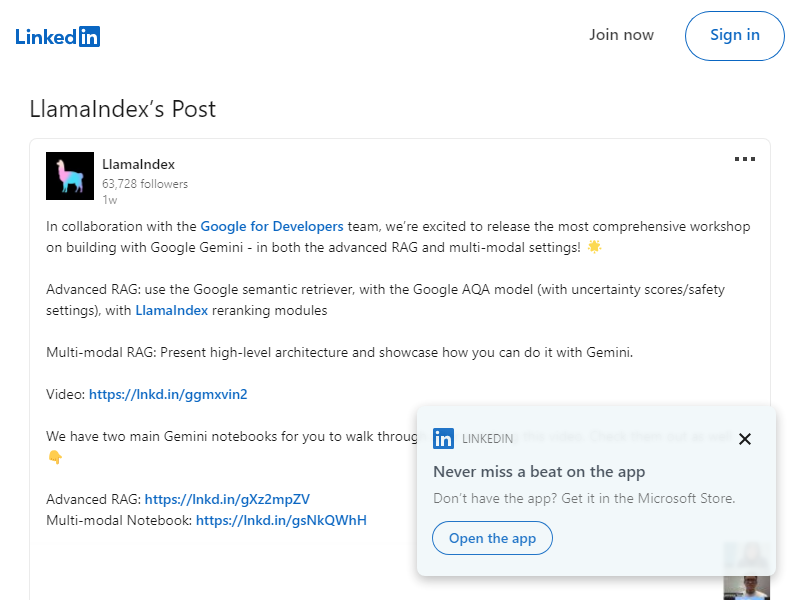 LinkedIn
Join now
Sign in
LlamaIndex's Post
LlamaIndex
63,728 followers
1w
In collaboration with the Google for Developers team, we're excited to release the most comprehensive workshop
on building with Google Gemini - in both the advanced RAG and multi-modal settings! 🌟
Advanced RAG: use the Google semantic retriever, with the Google AQA model (with uncertainty scores/safety
settings), with LlamaIndex reranking modules
Multi-modal RAG: Present high-level architecture and showcase how you can do it with Gemini.
Video: https://lnkd.in/ggmxvin2
We have two main Gemini notebooks for you to walk through
👇
Advanced RAG: https://lnkd.in/gXz2mpZV
Multi-modal Notebook: https://lnkd.in/gsNkQWhH
LINKEDIN
Never miss a beat on the app
Don't have the app? Get it in the Microsoft Store.
Open the app